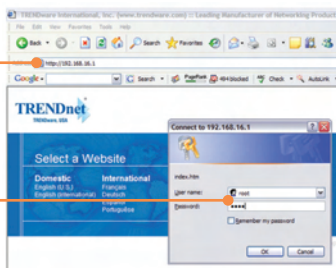 TRENDware International, Inc. (www.trendware.com) :: Leading Manufacturer of Networking Produc
File Edit View Favorites Tools Help
Back Search Favorites
http://192.168.16.1
Google Search PageRank blocked Check AutoLink
TRENDnet
TRENDware, USA
Select a Website
Domestic International
English (U.S.) Français
English (International) Deutsch
Español
Português
Connect to 192.168.16.1
index.htm
User name: root
Password: ••••
Remember my password
OK Cancel